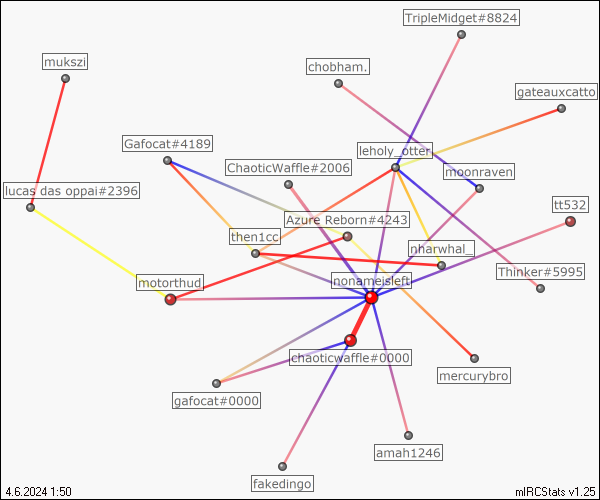 TripleMidget#8824
mukszi
chobham.
gateauxcatto
Gafocat#4189
leholy_otter
ChaoticWaffle#2006
moonraven
lucas das oppai#2396
tt532
Azure Reborn#4243
then1cc
nharwhal_
Thinker#5995
motorthud
nonameisleft
chaoticwaffle#0000
mercurybro
gafocat#0000
amah1246
fakedingo
4.6.2024 1:50
mIRCStats v1.25